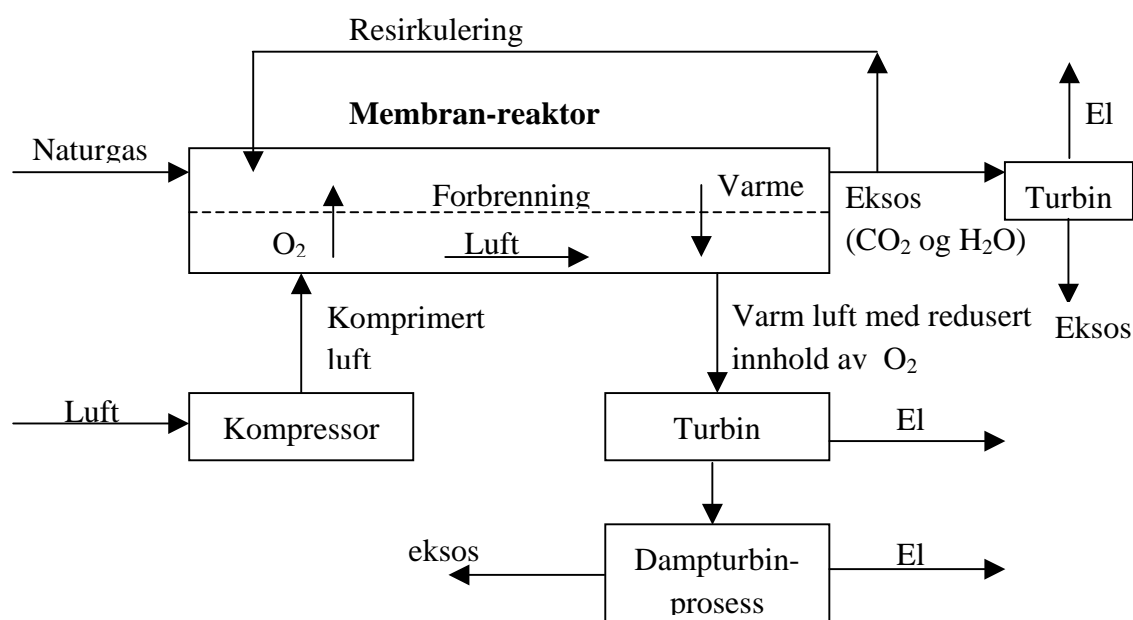 Resirkulering
Membran-reaktor
El
Naturgas
Forbrenning
Varme
Eksos
(CO₂ og H₂O)
Turbin
O₂
Luft
Komprimert
luft
Varm luft med redusert
innhold av O₂
Eksos
Luft
Kompressor
Turbin
El
eksos
Dampturbin-
prosess
El